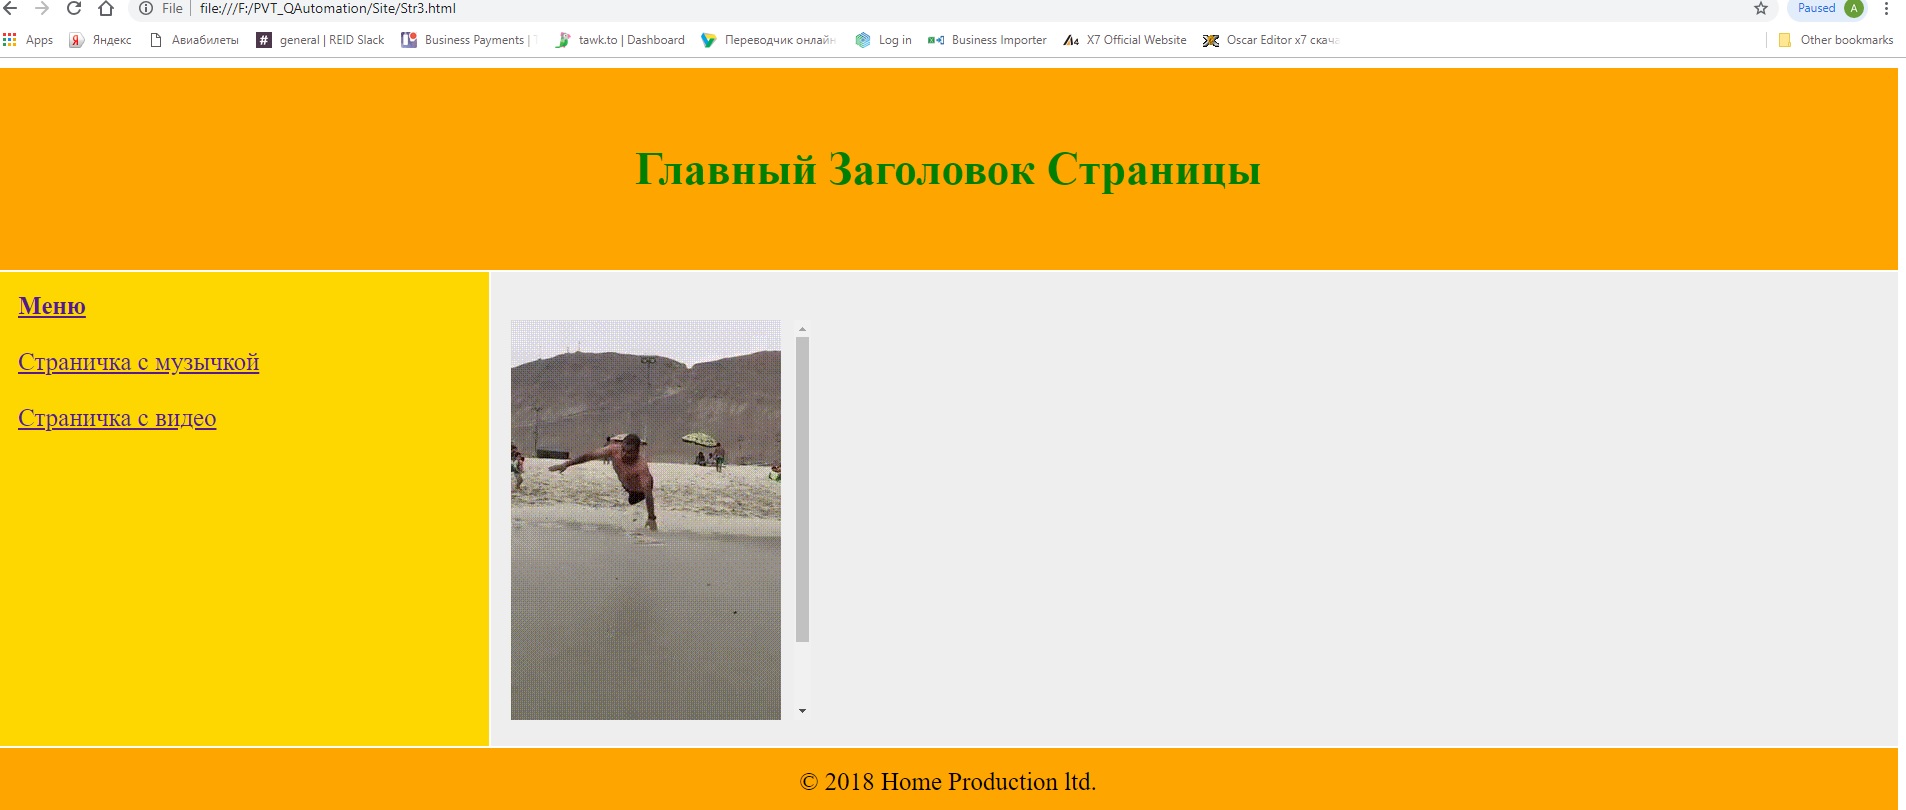 File file:///F:/PVT_QAutomation/Site/Str3.html Paused A
Apps Яндекс Авиабилеты # general | REID Slack Business Payments | tawk.to | Dashboard Переводчик онлайн Log in Business Importer X7 Official Website Oscar Editor x7 скача Other bookmarks
Главный Заголовок Страницы
Меню
Страничка с музычкой
Страничка с видео
© 2018 Home Production ltd.